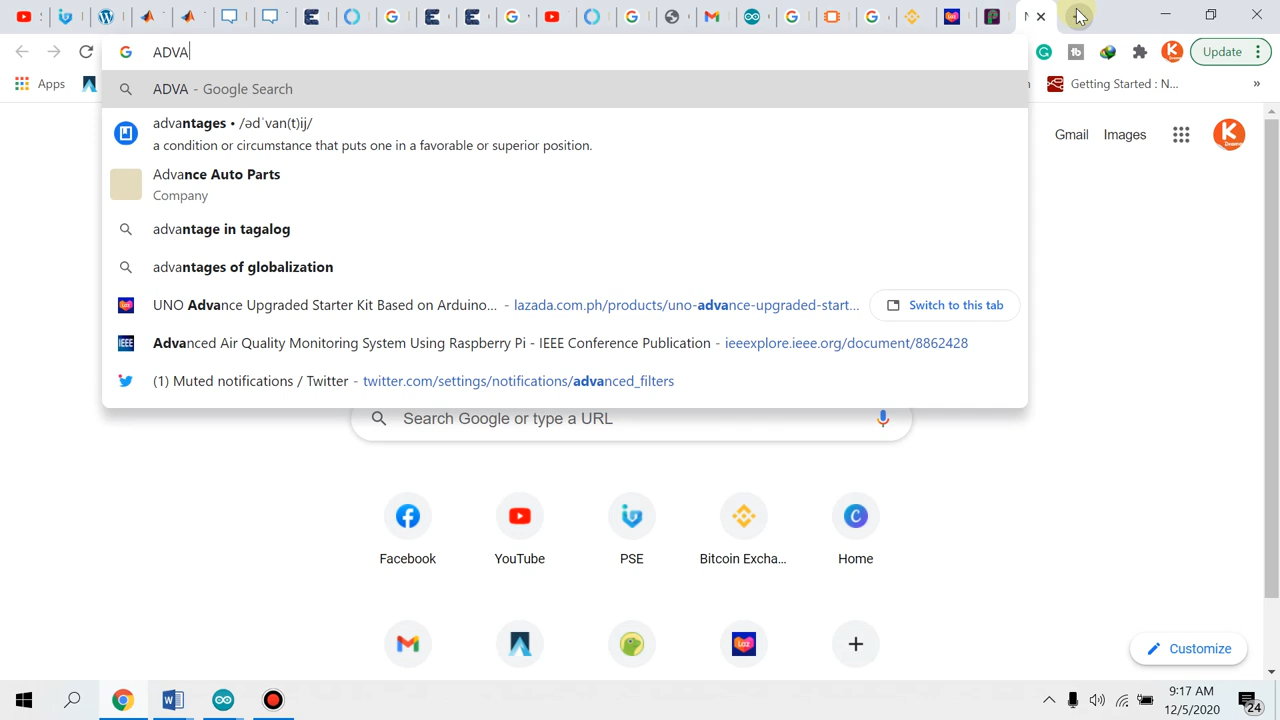 N
ADVA
Update
Apps
Getting Started : N...
»
ADVA - Google Search
advantages • /ədˈvan(t)ij/
a condition or circumstance that puts one in a favorable or superior position.
Advance Auto Parts
Company
Gmail Images
advantage in tagalog
advantages of globalization
UNO Advance Upgraded Starter Kit Based on Arduino... - lazada.com.ph/products/uno-advance-upgraded-start... Switch to this tab
Advanced Air Quality Monitoring System Using Raspberry Pi - IEEE Conference Publication - ieeexplore.ieee.org/document/8862428
(1) Muted notifications / Twitter - twitter.com/settings/notifications/advanced_filters
Search Google or type a URL
Facebook YouTube PSE Bitcoin Excha... Home
Customize
9:17 AM
12/5/2020
24